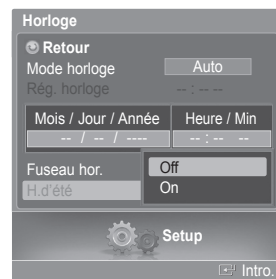 Horloge
Retour
Mode horloge Auto
Rég. horloge -- : -- --
Mois / Jour / Année Heure / Min
-- / -- / ---- -- : -- --
Fuseau hor. Off
H.d'été On
Setup
Intro.